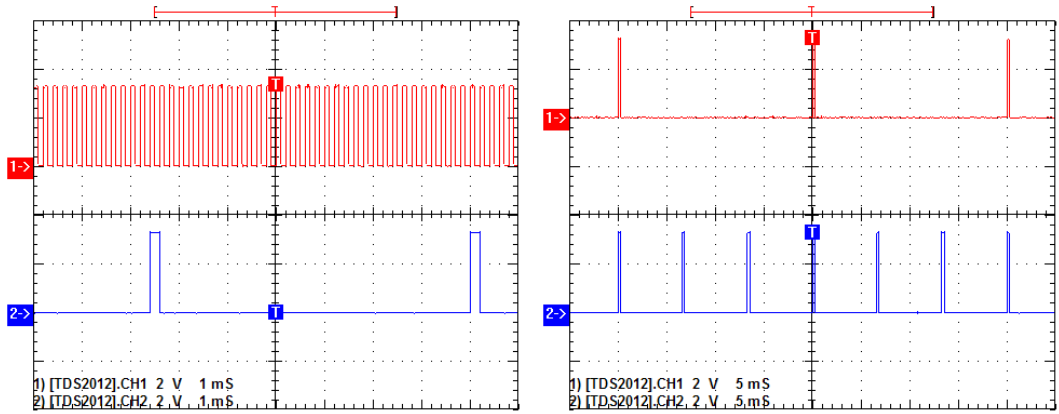 T
T
1->
2->
T
1) [TDS2012].CH1 2 V 1 mS
2) [TDS2012].CH2 2 V 1 mS
T
T
1->
T
2->
1) [TDS2012].CH1 2 V 5 mS
2) [TDS2012].CH2 2 V 5 mS